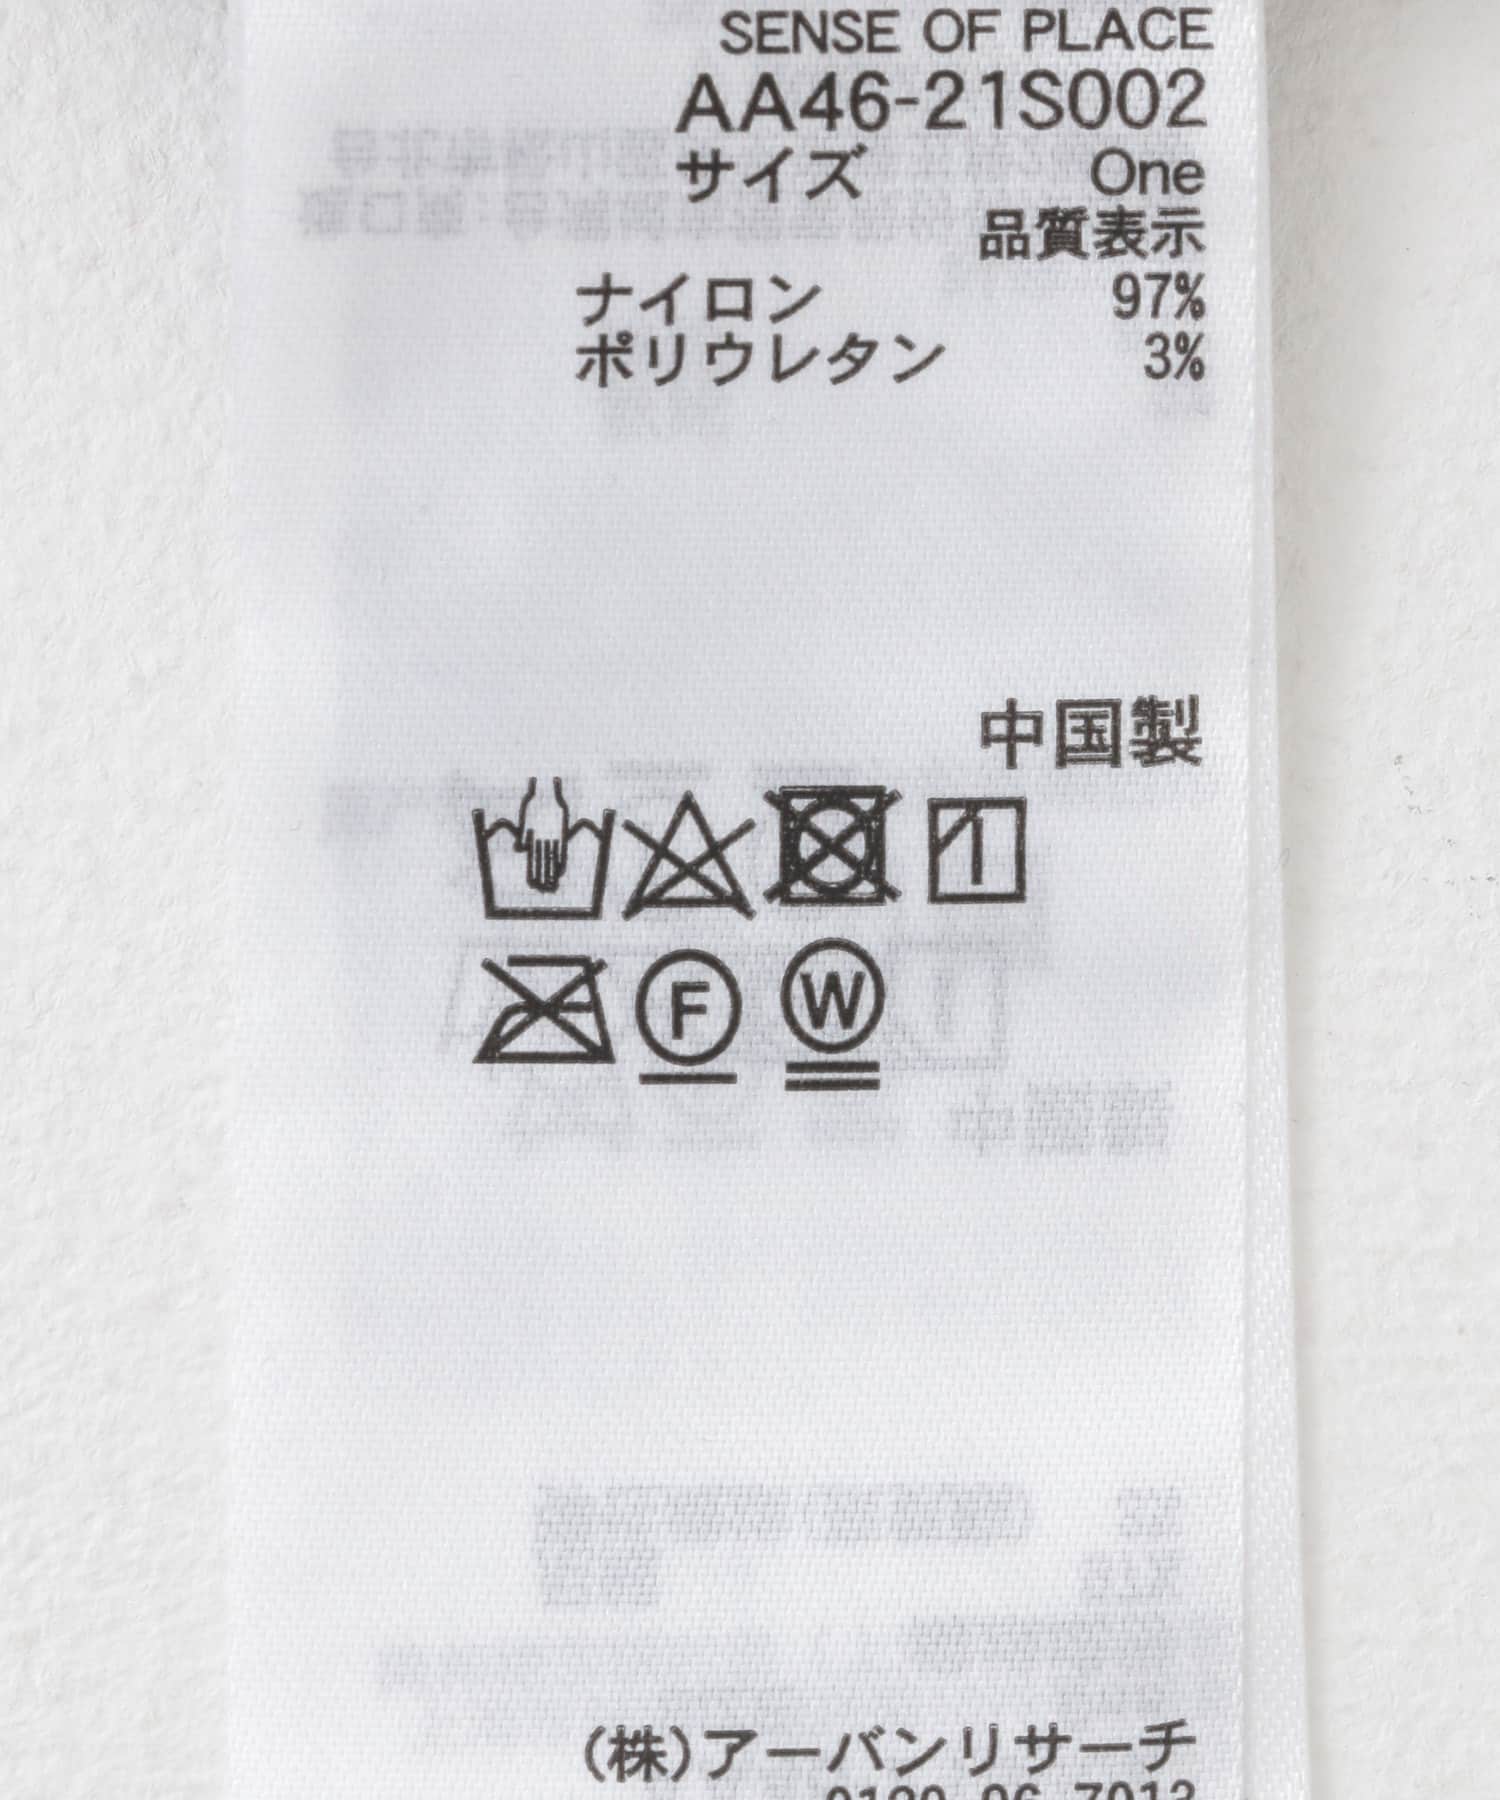 SENSE OF PLACE
AA46-21S002
サイズ One
品質表示
ナイロン 97%
ポリウレタン 3%
中国製
F W
(株)アーバンリサーチ